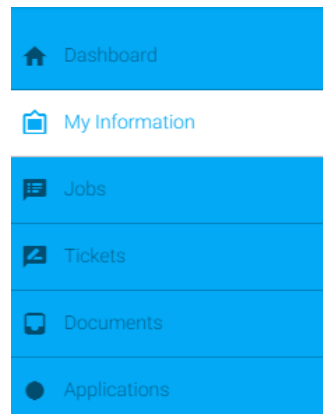 Dashboard
My Information
Jobs
Tickets
Documents
Applications